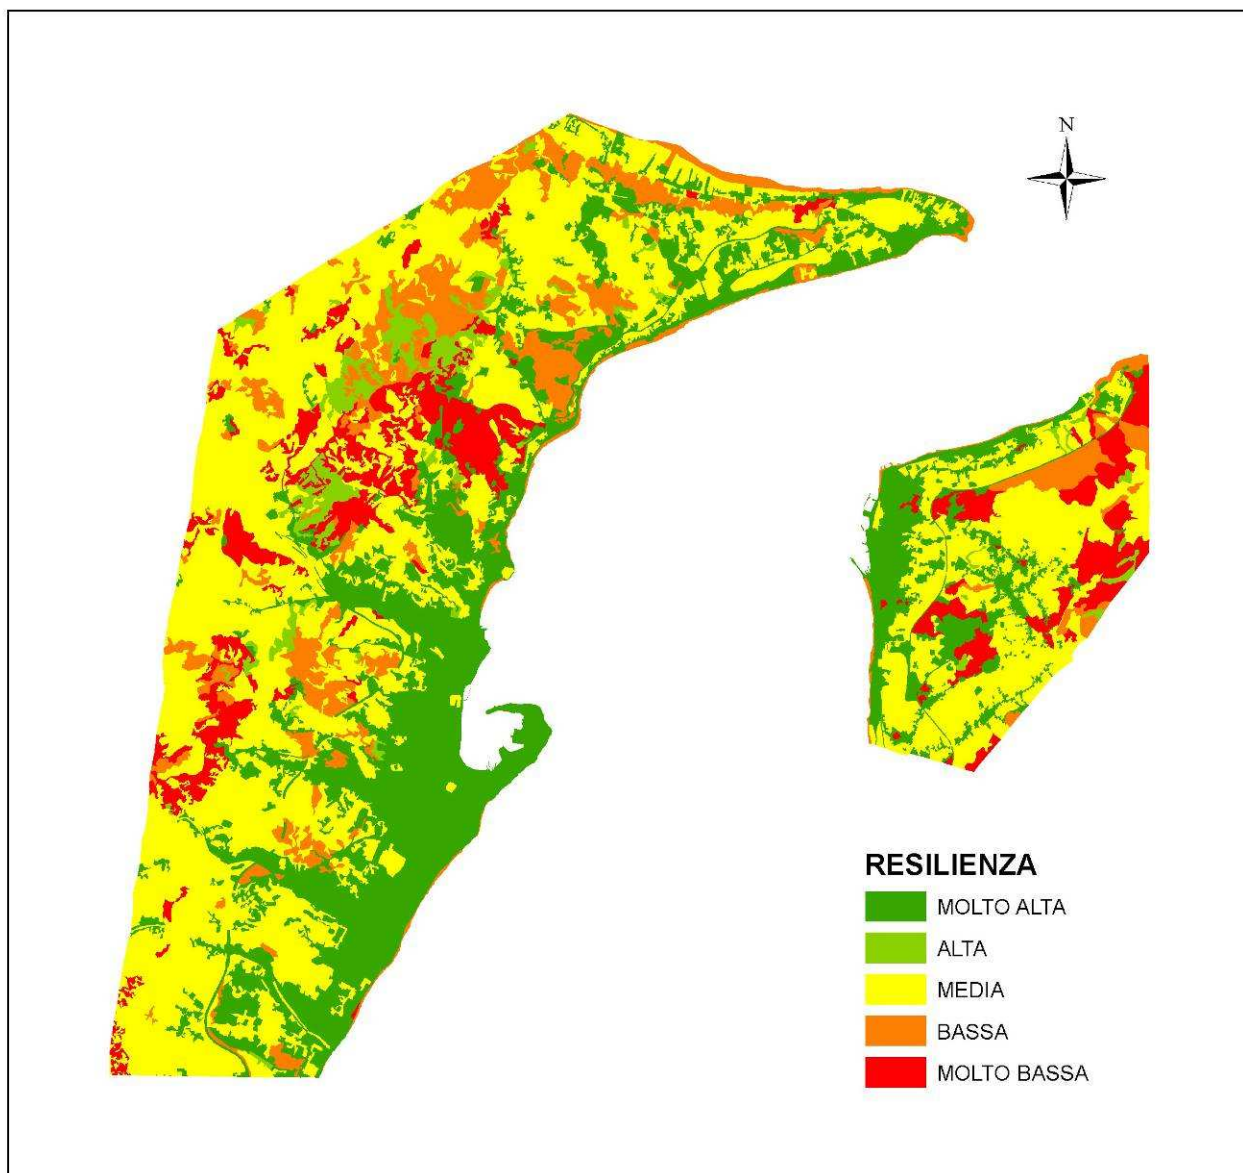 N
RESILIENZA
MOLTO ALTA
ALTA
MEDIA
BASSA
MOLTO BASSA